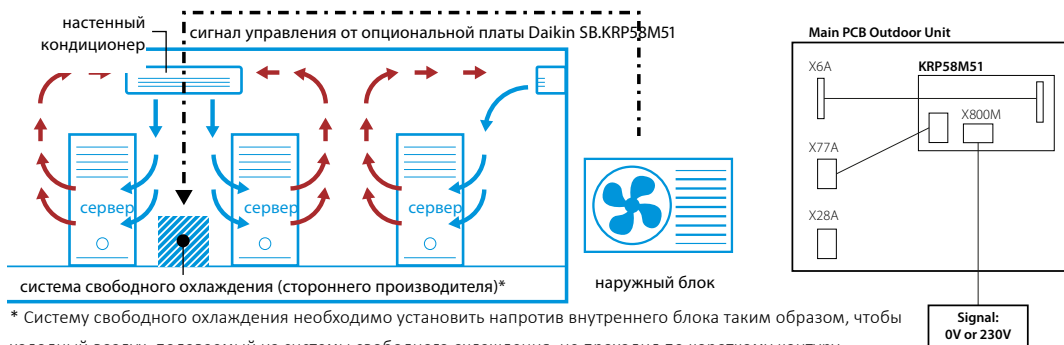 настенный
кондиционер
сигнал управления от опциональной платы Daikin SB.KRP58M51
сервер
сервер
сервер
система свободного охлаждения (стороннего производителя)*
наружный блок
Main PCB Outdoor Unit
X6A
KRP58M51
X800M
X77A
X28A
Signal:
0V or 230V
* Систему свободного охлаждения необходимо установить напротив внутреннего блока таким образом, чтобы